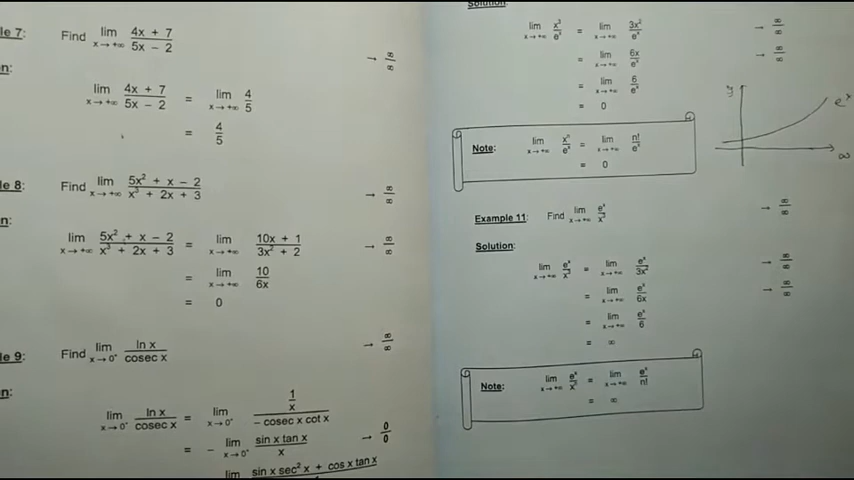 le 7: Find lim x→+∞ (4x + 7)/(5x − 2) → ∞/∞
n:
lim x→+∞ (4x + 7)/(5x − 2) = lim x→+∞ 4/5
= 4/5
le 8: Find lim x→+∞ (5x² + x − 2)/(x³ + 2x + 3) → ∞/∞
n:
lim x→+∞ (5x² + x − 2)/(x³ + 2x + 3) = lim x→+∞ (10x + 1)/(3x² + 2) → ∞/∞
= lim x→+∞ 10/6x
= 0
le 9: Find lim x→0⁺ (ln x)/(cosec x) → ∞/∞
n:
lim x→0⁺ (ln x)/(cosec x) = lim x→0⁺ (1/x)/(− cosec x cot x)
= − lim x→0⁺ (sin x tan x)/x → 0/0
lim sin x sec² x + cos x tan x
Solution:
lim x→+∞ x³/eˣ = lim x→+∞ 3x²/eˣ → ∞/∞
= lim x→+∞ 6x/eˣ → ∞/∞
= lim x→+∞ 6/eˣ
= 0
eˣ
∞
Note: lim x→+∞ xⁿ/eˣ = lim x→+∞ n!/eˣ
= 0
Example 11: Find lim x→+∞ eˣ/x³ → ∞/∞
Solution:
lim x→+∞ eˣ/x³ = lim x→+∞ eˣ/3x² → ∞/∞
= lim x→+∞ eˣ/6x → ∞/∞
= lim x→+∞ eˣ/6
= ∞
Note: lim x→+∞ eˣ/xⁿ = lim x→+∞ eˣ/n!
= ∞